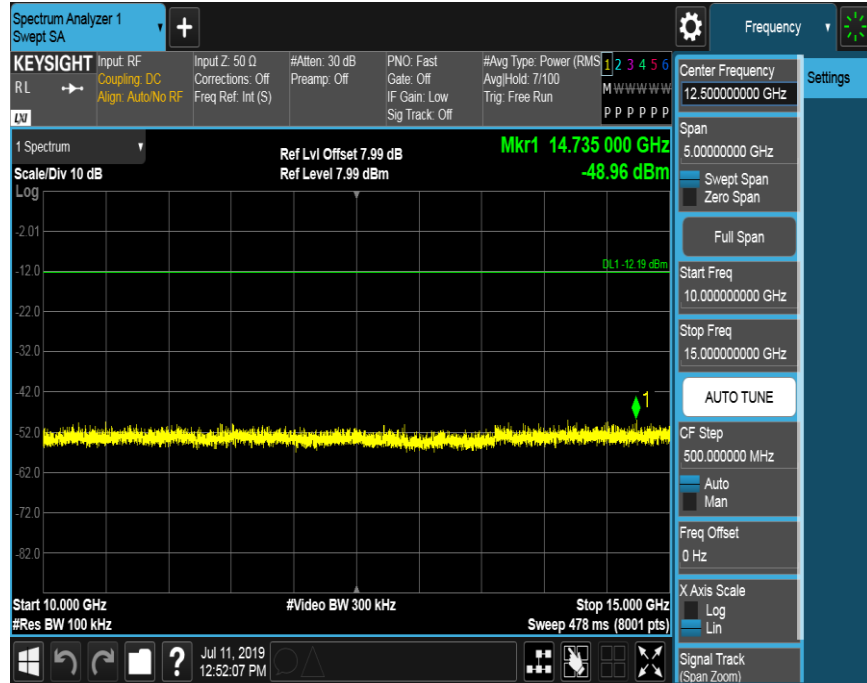 Spectrum Analyzer 1
Swept SA
+
Frequency
KEYSIGHT
RL
LXI
Input: RF
Coupling: DC
Align: Auto/No RF
Input Z: 50 Ω
Corrections: Off
Freq Ref: Int (S)
#Atten: 30 dB
Preamp: Off
PNO: Fast
Gate: Off
IF Gain: Low
Sig Track: Off
#Avg Type: Power (RMS
Avg|Hold: 7/100
Trig: Free Run
1 2 3 4 5 6
M W W W W W
P P P P P P
1 Spectrum
Scale/Div 10 dB
Ref Lvl Offset 7.99 dB
Ref Level 7.99 dBm
Mkr1 14.735 000 GHz
-48.96 dBm
Log
-2.01
-12.0
DL1 -12.19 dBm
-22.0
-32.0
-42.0
1
-52.0
-62.0
-72.0
-82.0
Start 10.000 GHz
#Res BW 100 kHz
#Video BW 300 kHz
Stop 15.000 GHz
Sweep 478 ms (8001 pts)
?
Jul 11, 2019
12:52:07 PM
Center Frequency
12.500000000 GHz
Settings
Span
5.00000000 GHz
Swept Span
Zero Span
Full Span
Start Freq
10.000000000 GHz
Stop Freq
15.000000000 GHz
AUTO TUNE
CF Step
500.000000 MHz
Auto
Man
Freq Offset
0 Hz
X Axis Scale
Log
Lin
Signal Track
(Span Zoom)